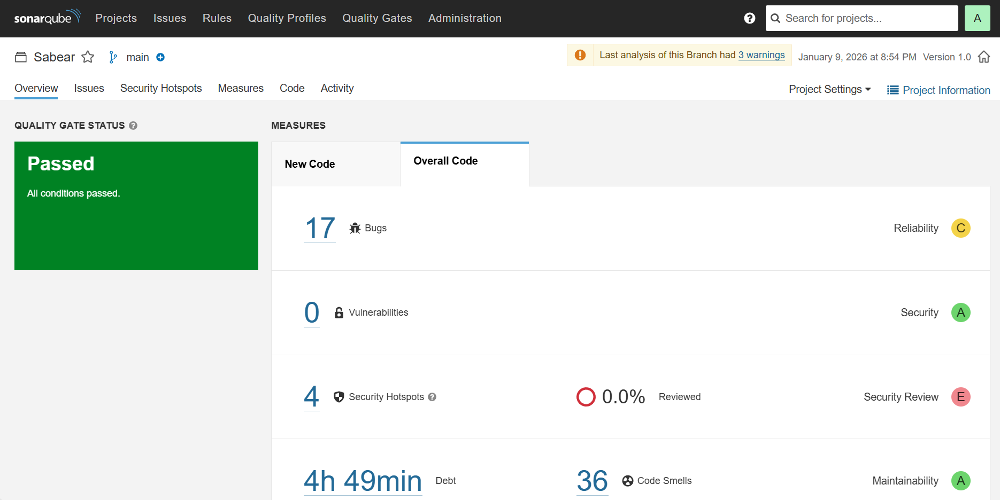 sonarqube Projects Issues Rules Quality Profiles Quality Gates Administration ? Search for projects... A
Sabear main Last analysis of this Branch had 3 warnings January 9, 2026 at 8:54 PM Version 1.0
Overview Issues Security Hotspots Measures Code Activity Project Settings Project Information
QUALITY GATE STATUS ?
Passed
All conditions passed.
MEASURES
New Code Overall Code
17 Bugs Reliability C
0 Vulnerabilities Security A
4 Security Hotspots ? 0.0% Reviewed Security Review E
4h 49min Debt 36 Code Smells Maintainability A